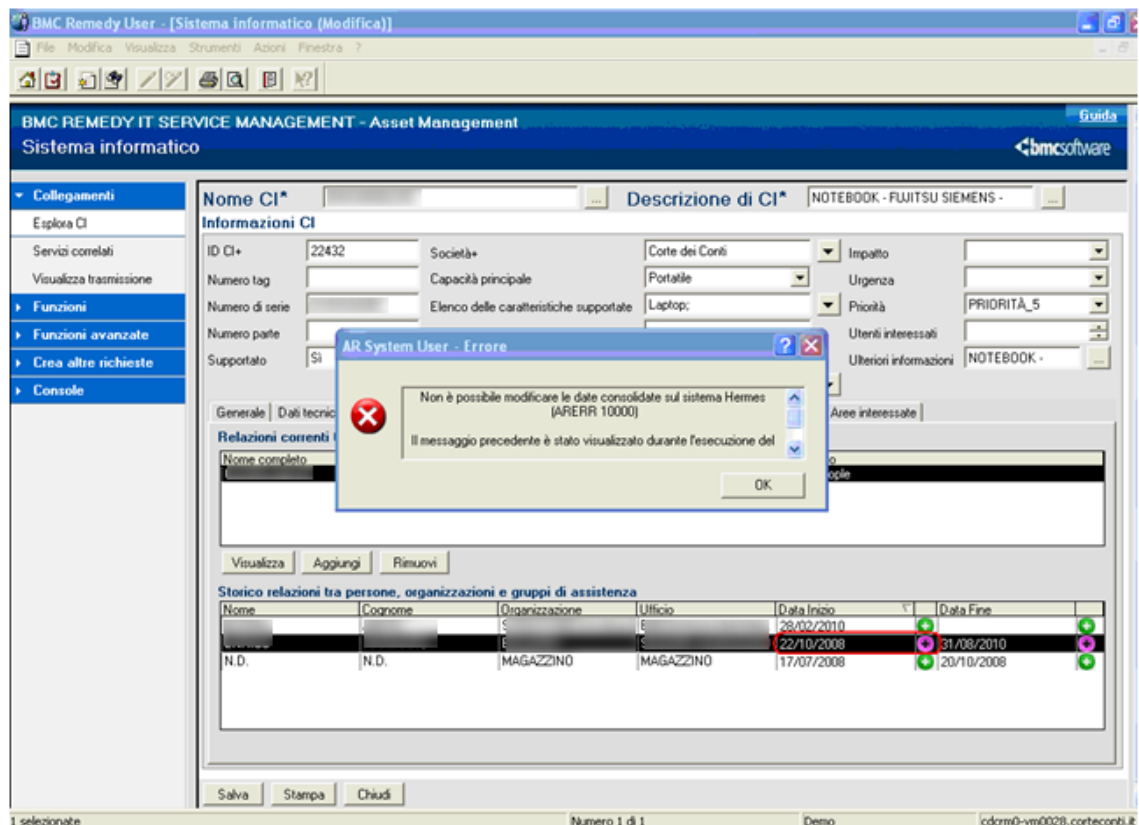 BMC Remedy User - [Sistema informatico (Modifica)]
File Modifica Visualizza Strumenti Azioni Finestra ?
BMC REMEDY IT SERVICE MANAGEMENT - Asset Management
Guida
Sistema informatico
bmcsoftware
Collegamenti
Esplora CI
Servizi correlati
Visualizza trasmissione
Funzioni
Funzioni avanzate
Crea altre richieste
Console
Nome CI*
... Descrizione di CI* NOTEBOOK - FUJITSU SIEMENS - ...
Informazioni CI
ID CI+ 22432 Società+ Corte dei Conti Impatto
Numero tag Capacità principale Portatile Urgenza
Numero di serie Elenco delle caratteristiche supportate Laptop; Priorità PRIORITÀ_5
Numero parte Utenti interessati
Supportato Sì Ulteriori informazioni NOTEBOOK - ...
AR System User - Errore
Non è possibile modificare le date consolidate sul sistema Hermes
(ARERR 10000)
Il messaggio precedente è stato visualizzato durante l'esecuzione del
OK
Generale Dati tecnic Aree interessate
Relazioni correnti
Nome completo
ople
Visualizza Aggiungi Rimuovi
Storico relazioni tra persone, organizzazioni e gruppi di assistenza
Nome Cognome Organizzazione Ufficio Data Inizio Data Fine
28/02/2010
22/10/2008 31/08/2010
N.D. N.D. MAGAZZINO MAGAZZINO 17/07/2008 20/10/2008
Salva Stampa Chiudi
1 selezionate Numero 1 di 1 Demo cdcrm0-vm0028.corteconti.it